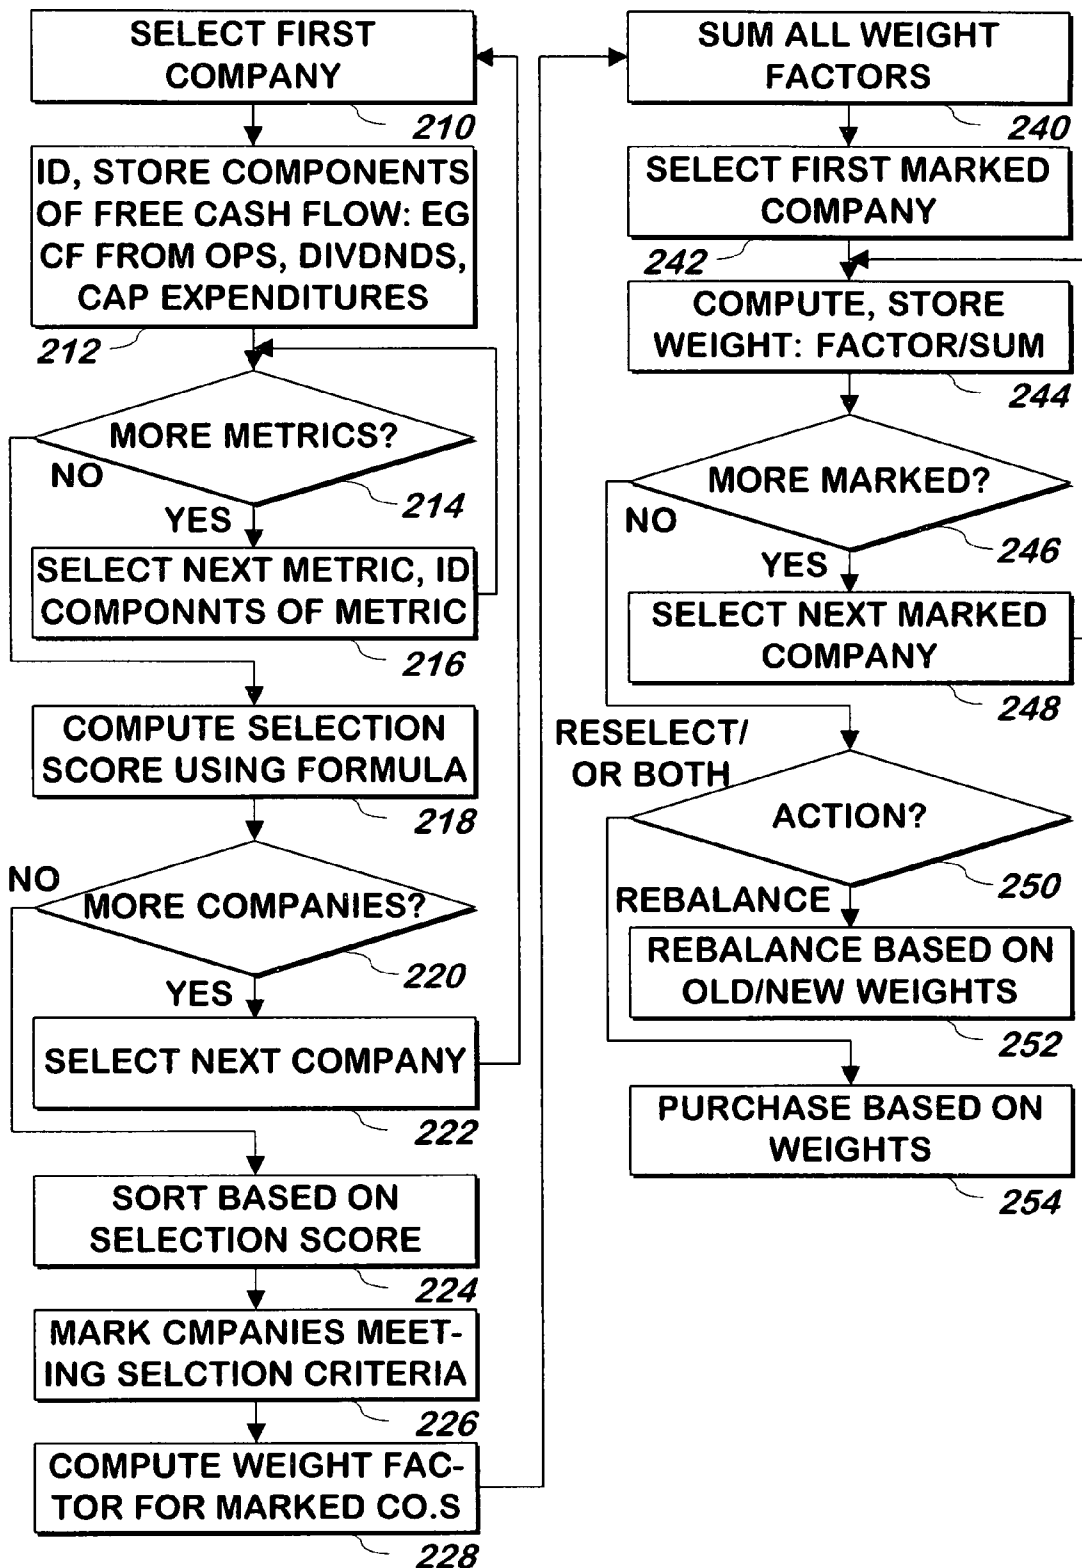 SELECT FIRST
COMPANY
210
ID, STORE COMPONENTS
OF FREE CASH FLOW: EG
CF FROM OPS, DIVDNDS,
CAP EXPENDITURES
212
MORE METRICS?
NO
214
YES
SELECT NEXT METRIC, ID
COMPONNTS OF METRIC
216
COMPUTE SELECTION
SCORE USING FORMULA
218
NO
MORE COMPANIES?
220
YES
SELECT NEXT COMPANY
222
SORT BASED ON
SELECTION SCORE
224
MARK CMPANIES MEET-
ING SELCTION CRITERIA
226
COMPUTE WEIGHT FAC-
TOR FOR MARKED CO.S
228
SUM ALL WEIGHT
FACTORS
240
SELECT FIRST MARKED
COMPANY
242
COMPUTE, STORE
WEIGHT: FACTOR/SUM
244
MORE MARKED?
NO
246
YES
SELECT NEXT MARKED
COMPANY
248
RESELECT/
OR BOTH
ACTION?
250
REBALANCE
REBALANCE BASED ON
OLD/NEW WEIGHTS
252
PURCHASE BASED ON
WEIGHTS
254